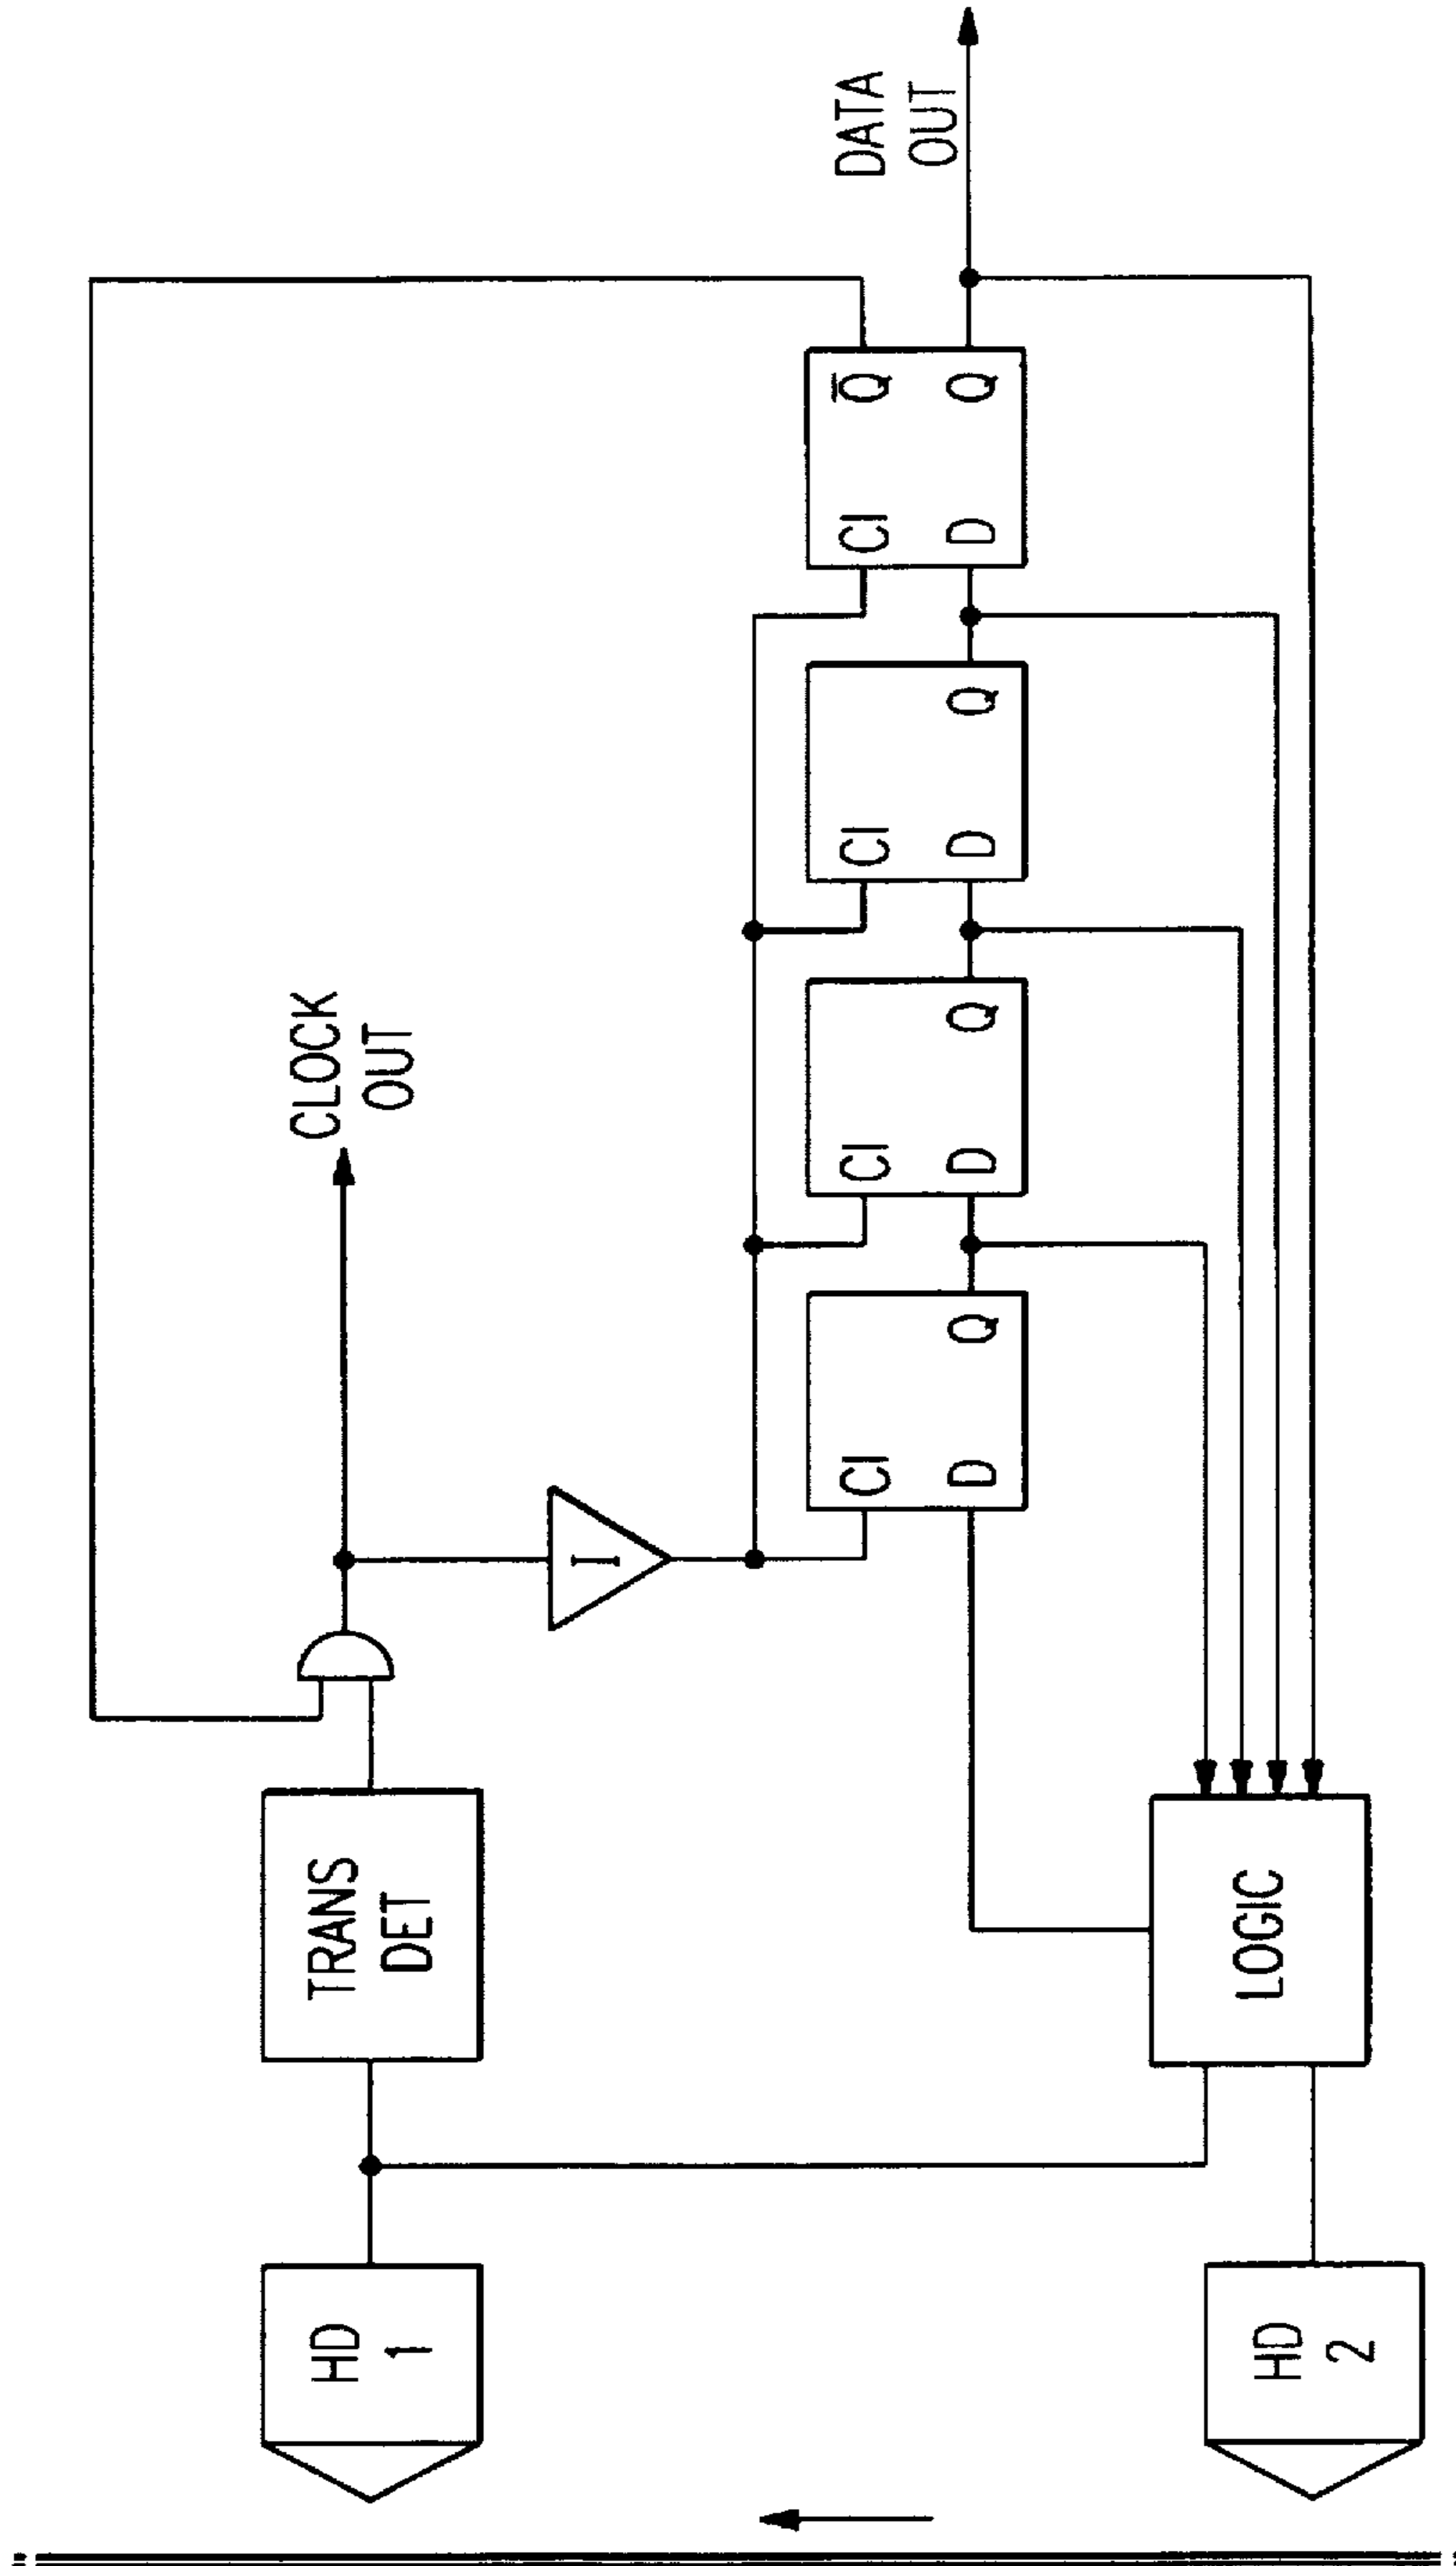 HD
1
TRANS
DET
CLOCK
OUT
I
CI
D
Q
CI
D
Q
CI
D
Q
CI
D
Q̅
Q
DATA
OUT
HD
2
LOGIC